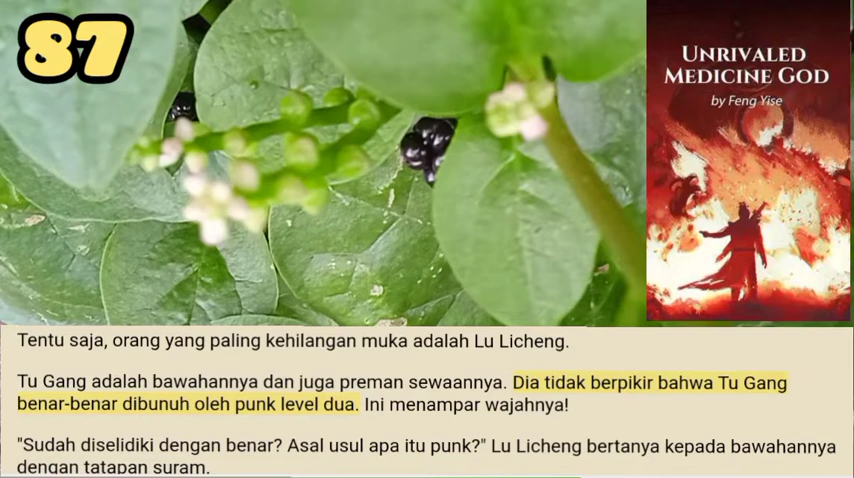 87
UNRIVALED
MEDICINE GOD
by Feng Yise
Tentu saja, orang yang paling kehilangan muka adalah Lu Licheng.
Tu Gang adalah bawahannya dan juga preman sewaannya. Dia tidak berpikir bahwa Tu Gang
benar-benar dibunuh oleh punk level dua. Ini menampar wajahnya!
"Sudah diselidiki dengan benar? Asal usul apa itu punk?" Lu Licheng bertanya kepada bawahannya
dengan tatapan suram.